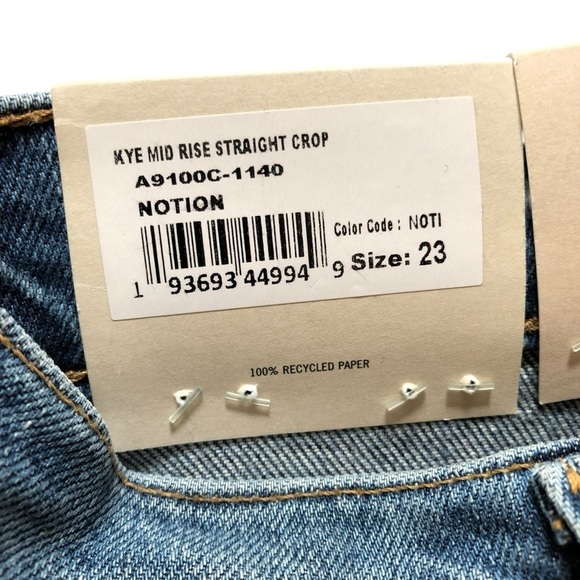 KYE MID RISE STRAIGHT CROP
A9100C-1140
NOTION
Color Code : NOTI
1 93693 44994 9
Size: 23
100% RECYCLED PAPER